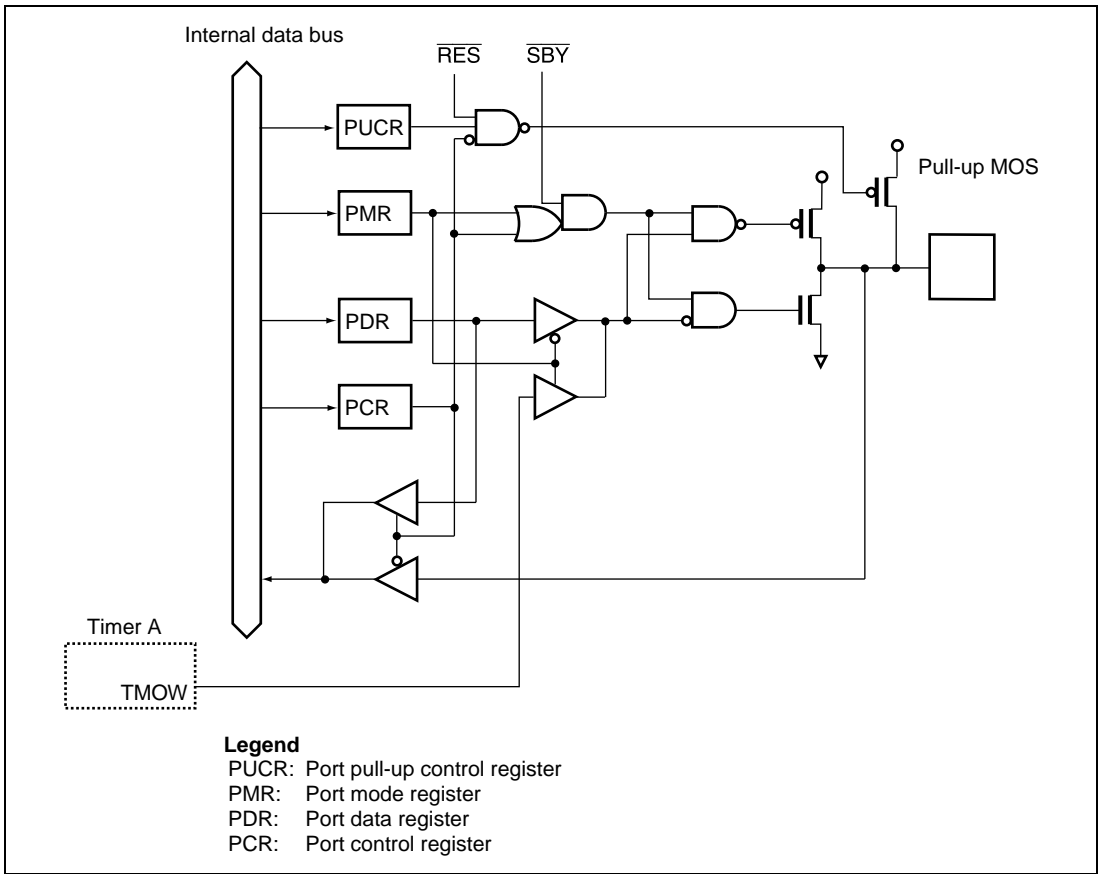 Internal data bus
RES
SBY
PUCR
Pull-up MOS
PMR
PDR
PCR
Timer A
TMOW
Legend
PUCR: Port pull-up control register
PMR: Port mode register
PDR: Port data register
PCR: Port control register